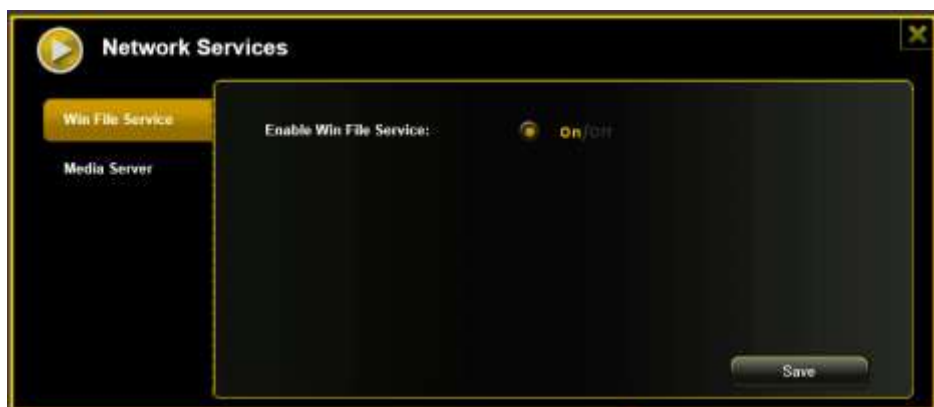 Network Services
Win File Service
Enable Win File Service: On/Off
Media Server
Save